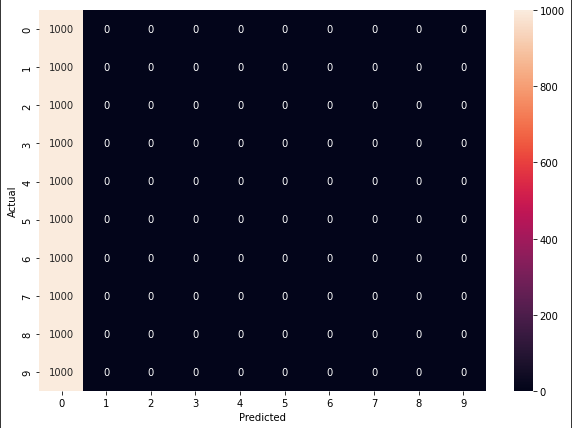 Actual
0 1000 0 0 0 0 0 0 0 0 0
1 1000 0 0 0 0 0 0 0 0 0
2 1000 0 0 0 0 0 0 0 0 0
3 1000 0 0 0 0 0 0 0 0 0
4 1000 0 0 0 0 0 0 0 0 0
5 1000 0 0 0 0 0 0 0 0 0
6 1000 0 0 0 0 0 0 0 0 0
7 1000 0 0 0 0 0 0 0 0 0
8 1000 0 0 0 0 0 0 0 0 0
9 1000 0 0 0 0 0 0 0 0 0
0 1 2 3 4 5 6 7 8 9
Predicted
1000
800
600
400
200
0